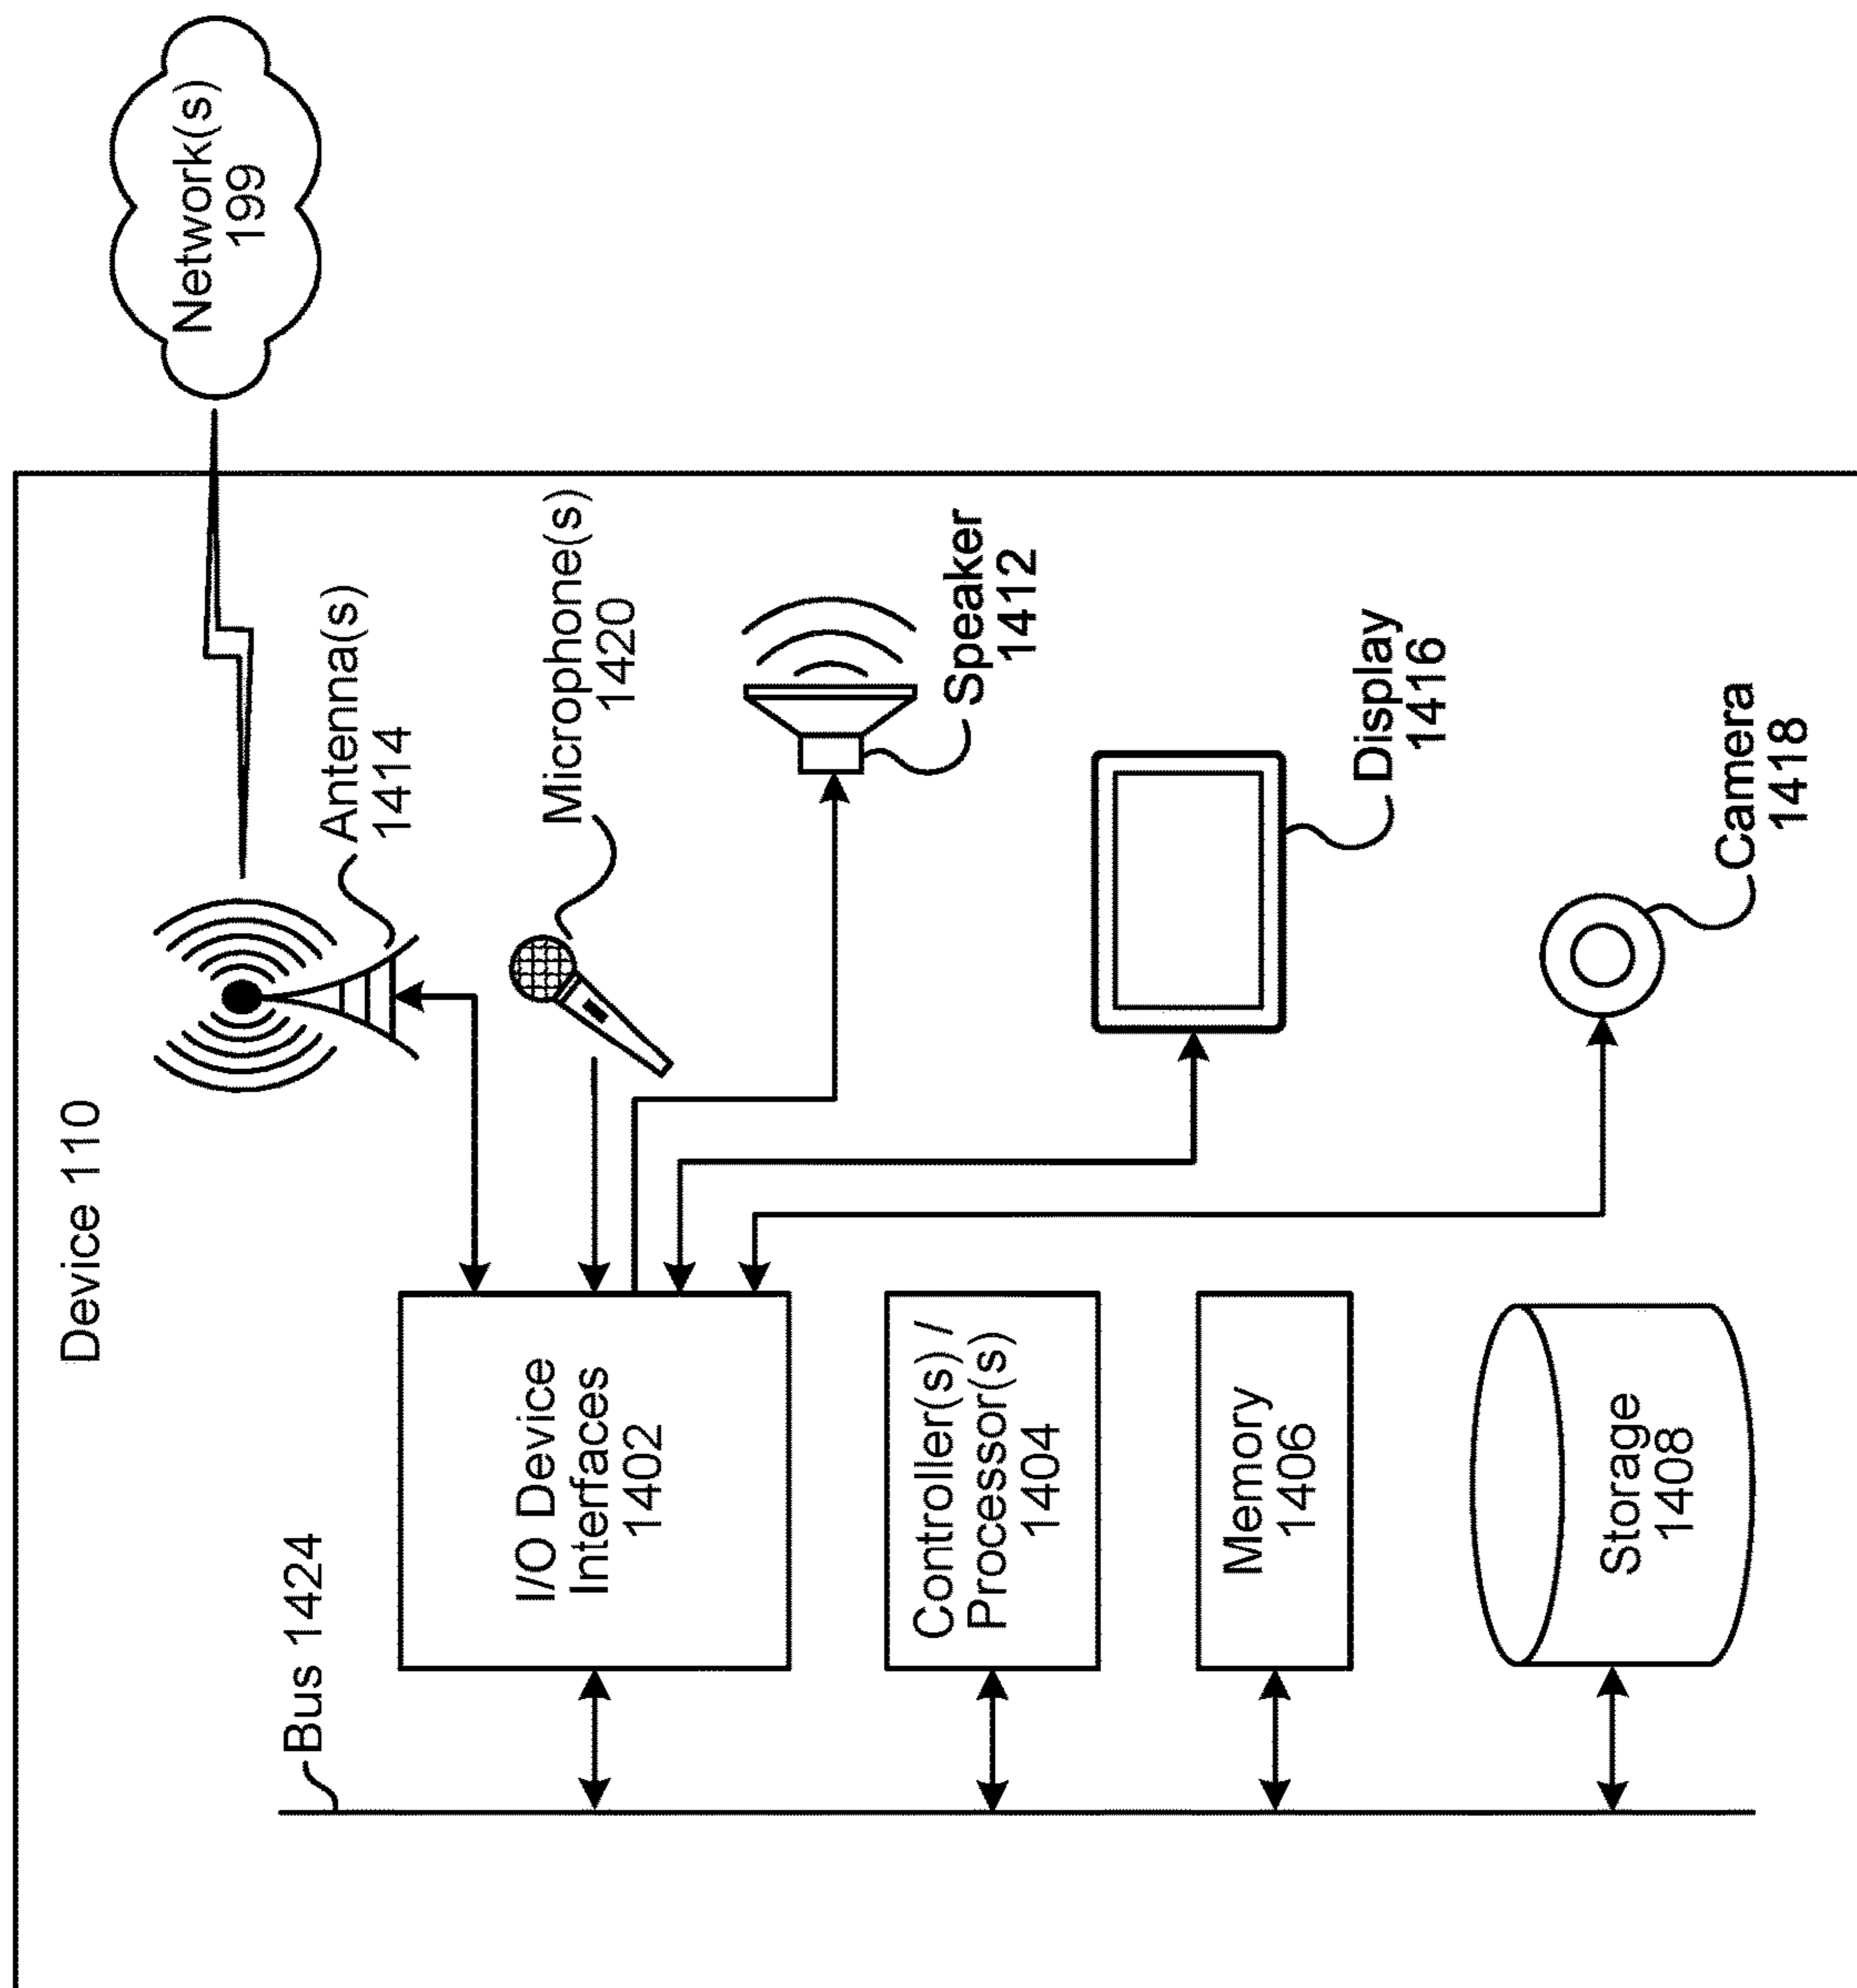 Device 110
Network(s)
199
Bus 1424
Antenna(s)
1414
I/O Device
Interfaces
1402
Microphone(s)
1420
Controller(s) /
Processor(s)
1404
Speaker
1412
Memory
1406
Display
1416
Storage
1408
Camera
1418